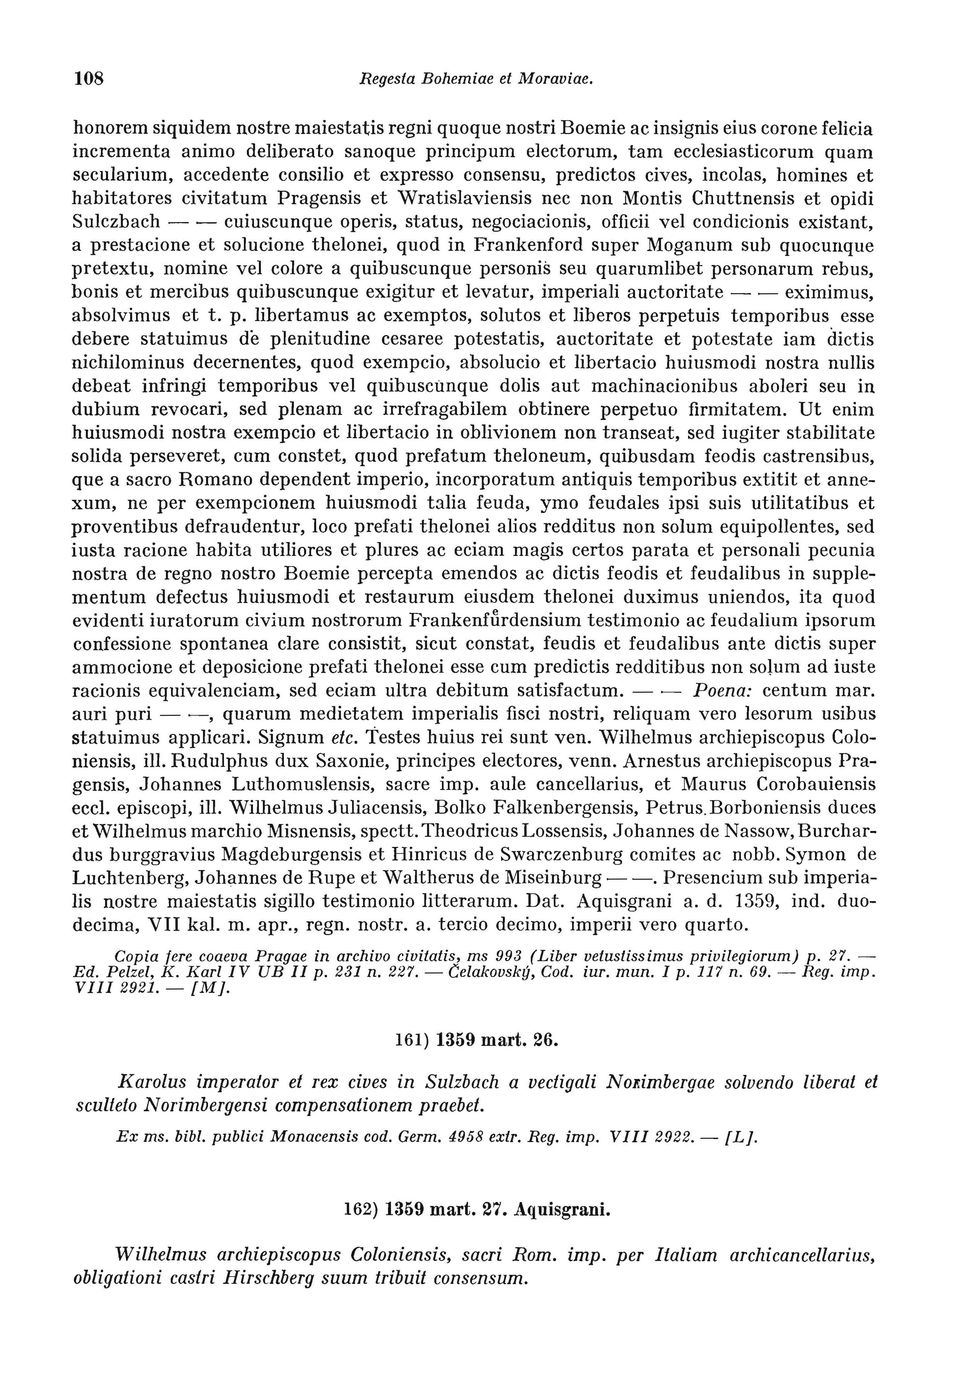 108 Regesta Bohemiae et Moraviae.
honorem siquidem nostre maiestatis regni quoque nostri Boemie ac insignis eius corone felicia
incrementa animo deliberato sanoque principum electorum, tam ecclesiasticorum quam
secularium, accedente consilio et expresso consensu, predictos cives, incolas, homines et
habitatores civitatum Pragensis et Wratislaviensis nec non Montis Chuttnensis et opidi
Sulczbach — — cuiuscunque operis, status, negociacionis, officii vel condicionis existant,
a prestacione et solucione thelonei, quod in Frankenford super Moganum sub quocunque
pretextu, nomine vel colore a quibuscunque personis seu quarumlibet personarum rebus,
bonis et mercibus quibuscunque exigitur et levatur, imperiali auctoritate — — eximimus,
absolvimus et t. p. libertamus ac exemptos, solutos et liberos perpetuis temporibus esse
debere statuimus de plenitudine cesaree potestatis, auctoritate et potestate iam dictis
nichilominus decernentes, quod exempcio, absolucio et libertacio huiusmodi nostra nullis
debeat infringi temporibus vel quibuscunque dolis aut machinacionibus aboleri seu in
dubium revocari, sed plenam ac irrefragabilem obtinere perpetuo firmitatem. Ut enim
huiusmodi nostra exempcio et libertacio in oblivionem non transeat, sed iugiter stabilitate
solida perseveret, cum constet, quod prefatum theloneum, quibusdam feodis castrensibus,
que a sacro Romano dependent imperio, incorporatum antiquis temporibus extitit et anne-
xum, ne per exempcionem huiusmodi talia feuda, ymo feudales ipsi suis utilitatibus et
proventibus defraudentur, loco prefati thelonei alios redditus non solum equipollentes, sed
iusta racione habita utiliores et plures ac eciam magis certos parata et personali pecunia
nostra de regno nostro Boemie percepta emendos ac dictis feodis et feudalibus in supple-
mentum defectus huiusmodi et restaurum eiusdem thelonei duximus uniendos, ita quod
evidenti iuratorum civium nostrorum Frankenfuͤrdensium testimonio ac feudalium ipsorum
confessione spontanea clare consistit, sicut constat, feudis et feudalibus ante dictis super
ammocione et deposicione prefati thelonei esse cum predictis redditibus non solum ad iuste
racionis equivalenciam, sed eciam ultra debitum satisfactum. — — Poena: centum mar.
auri puri — —, quarum medietatem imperialis fisci nostri, reliquam vero lesorum usibus
statuimus applicari. Signum etc. Testes huius rei sunt ven. Wilhelmus archiepiscopus Colo-
niensis, ill. Rudulphus dux Saxonie, principes electores, venn. Arnestus archiepiscopus Pra-
gensis, Johannes Luthomuslensis, sacre imp. aule cancellarius, et Maurus Corobauiensis
eccl. episcopi, ill. Wilhelmus Juliacensis, Bolko Falkenbergensis, Petrus Borboniensis duces
et Wilhelmus marchio Misnensis, spectt. Theodricus Lossensis, Johannes de Nassow, Burchar-
dus burggravius Magdeburgensis et Hinricus de Swarczenburg comites ac nobb. Symon de
Luchtenberg, Johannes de Rupe et Waltherus de Miseinburg — —. Presencium sub imperia-
lis nostre maiestatis sigillo testimonio litterarum. Dat. Aquisgrani a. d. 1359, ind. duo-
decima, VII kal. m. apr., regn. nostr. a. tercio decimo, imperii vero quarto.
Copia fere coaeva Pragae in archivo civitatis, ms 993 (Liber vetustissimus privilegiorum) p. 27. —
Ed. Pelzel, K. Karl IV UB II p. 231 n. 227. — Čelakovský, Cod. iur. mun. I p. 117 n. 69. — Reg. imp.
VIII 2921. — [M].
161) 1359 mart. 26.
Karolus imperator et rex cives in Sulzbach a vectigali Norimbergae solvendo liberat et
sculteto Norimbergensi compensationem praebet.
Ex ms. bibl. publici Monacensis cod. Germ. 4958 extr. Reg. imp. VIII 2922. — [L].
162) 1359 mart. 27. Aquisgrani.
Wilhelmus archiepiscopus Coloniensis, sacri Rom. imp. per Italiam archicancellarius,
obligationi castri Hirschberg suum tribuit consensum.